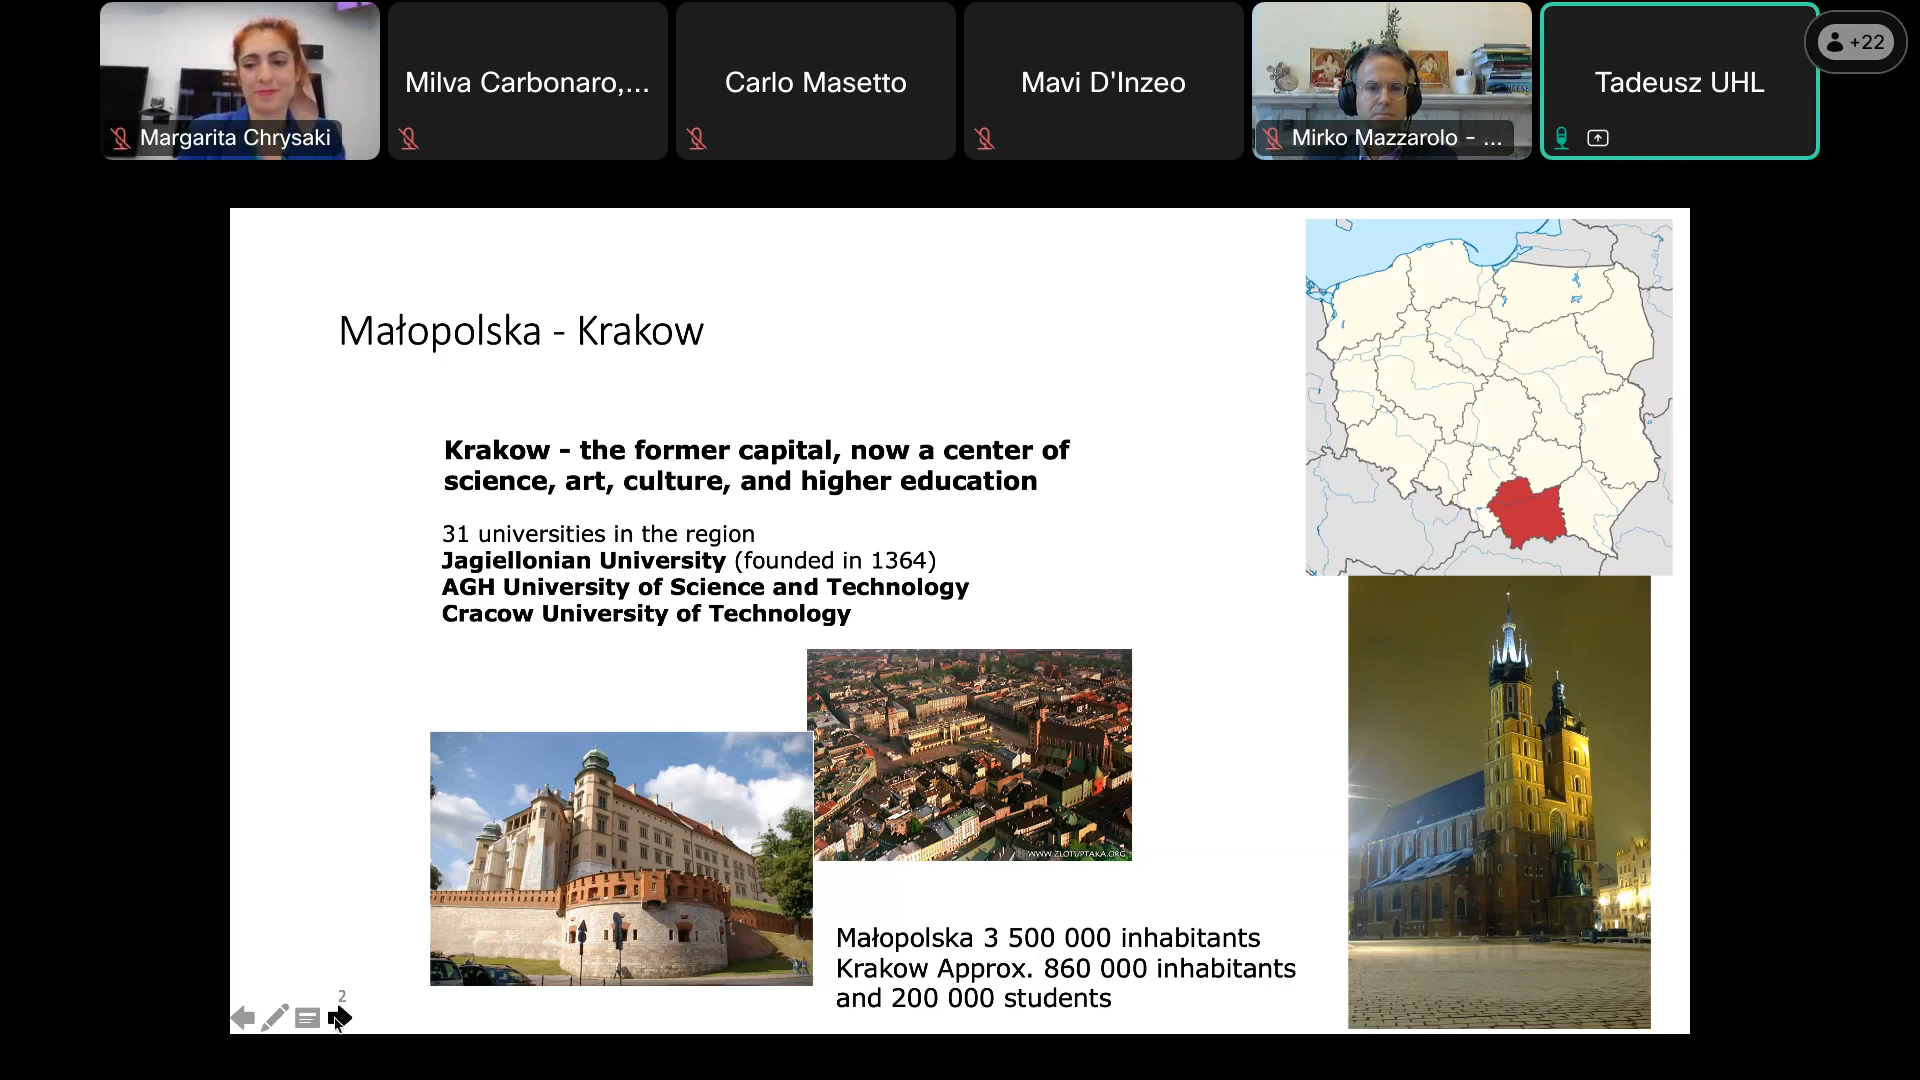 Margarita Chrysaki
Milva Carbonaro,...
Carlo Masetto
Mavi D'Inzeo
Mirko Mazzarolo - ...
Tadeusz UHL
+22
Małopolska - Krakow
Krakow - the former capital, now a center of
science, art, culture, and higher education
31 universities in the region
Jagiellonian University (founded in 1364)
AGH University of Science and Technology
Cracow University of Technology
WWW.ZLOTUPTAKA.ORG
Małopolska 3 500 000 inhabitants
Krakow Approx. 860 000 inhabitants
and 200 000 students
2